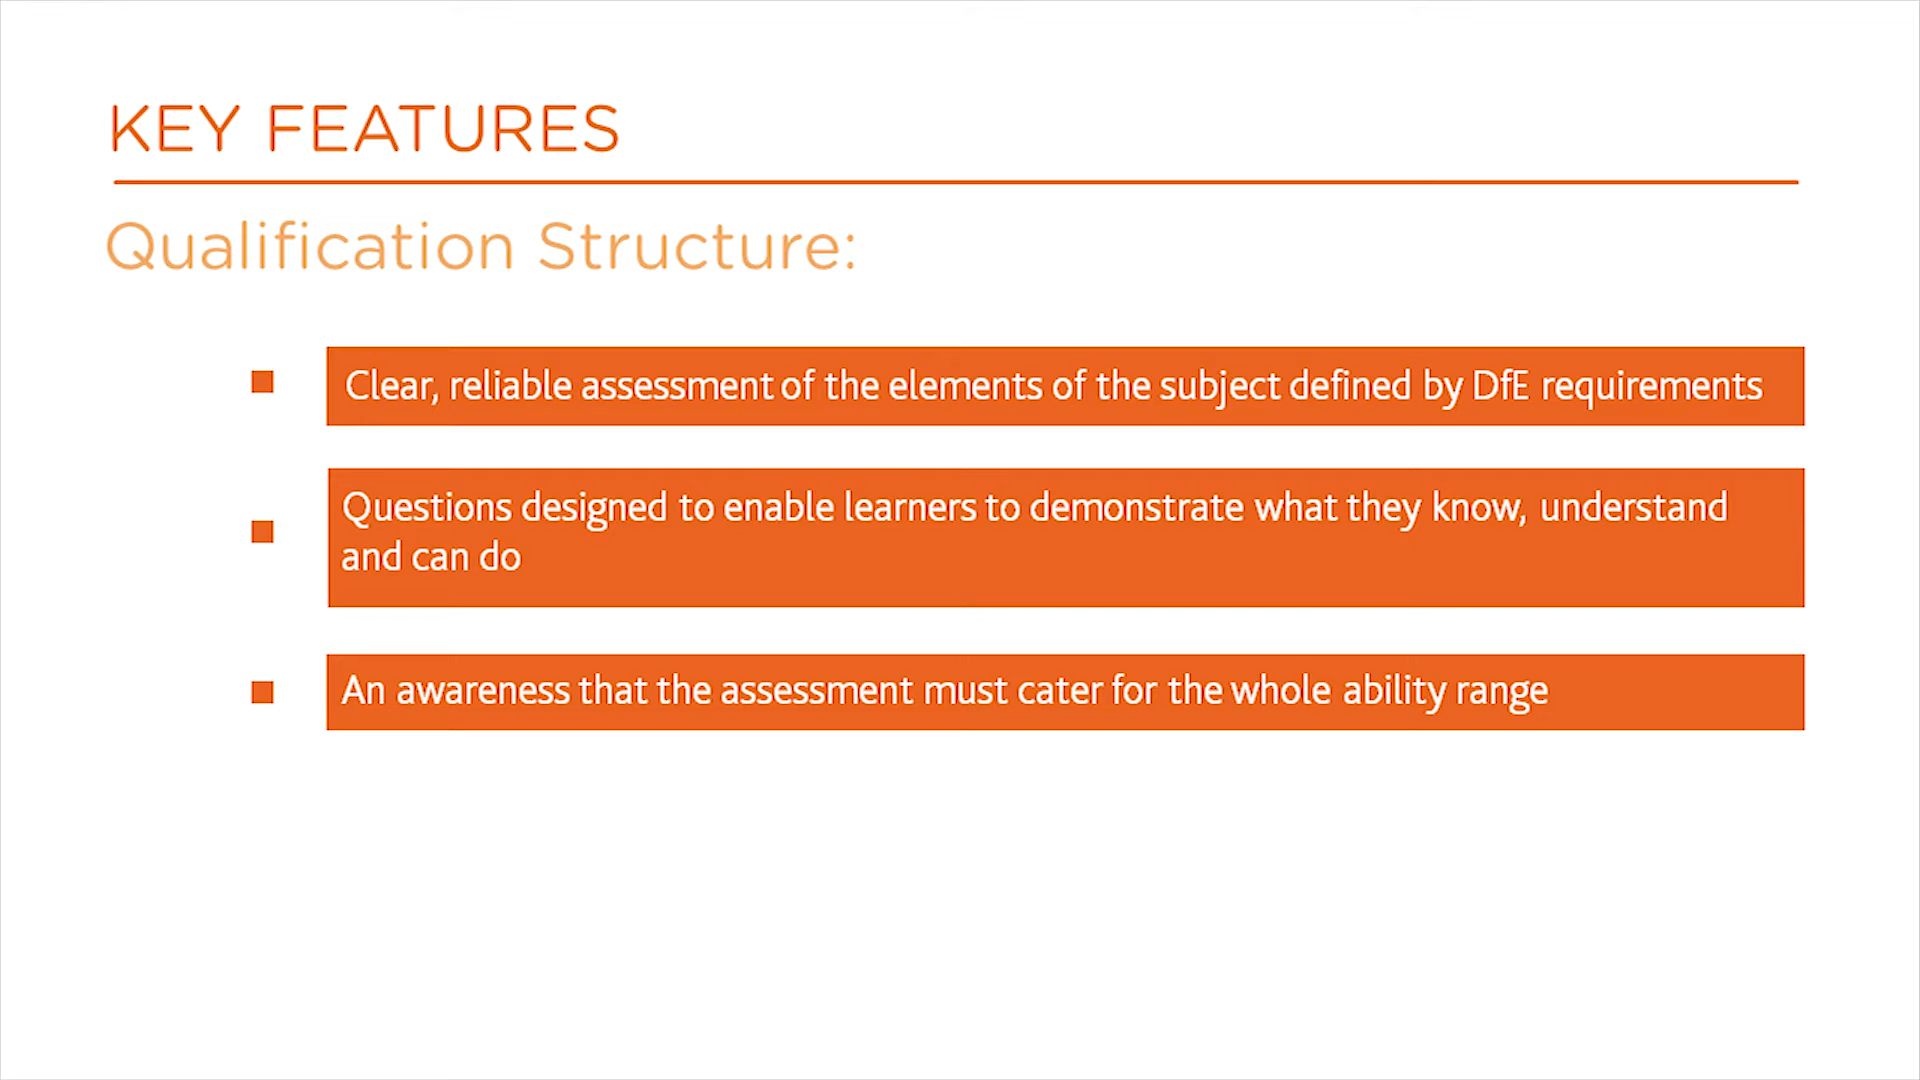 KEY FEATURES
Qualification Structure:
Clear, reliable assessment of the elements of the subject defined by DfE requirements
Questions designed to enable learners to demonstrate what they know, understand
and can do
An awareness that the assessment must cater for the whole ability range